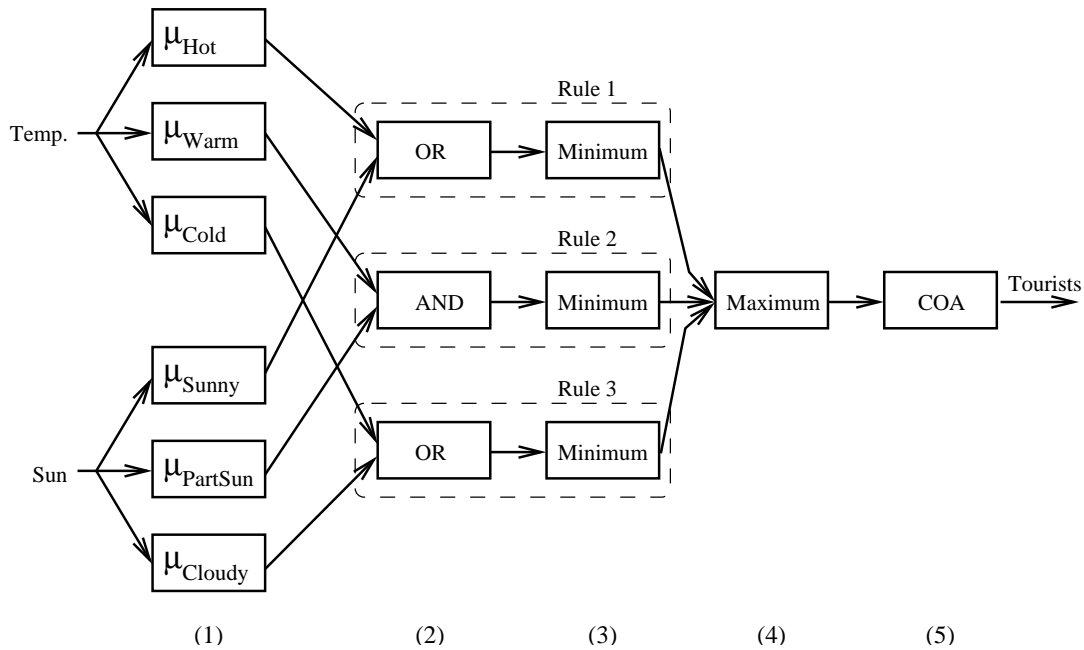 μHot
Rule 1
Temp.
μWarm
OR
Minimum
μCold
Rule 2
Tourists
AND
Minimum
Maximum
COA
μSunny
Rule 3
Sun
μPartSun
OR
Minimum
μCloudy
(1)
(2)
(3)
(4)
(5)